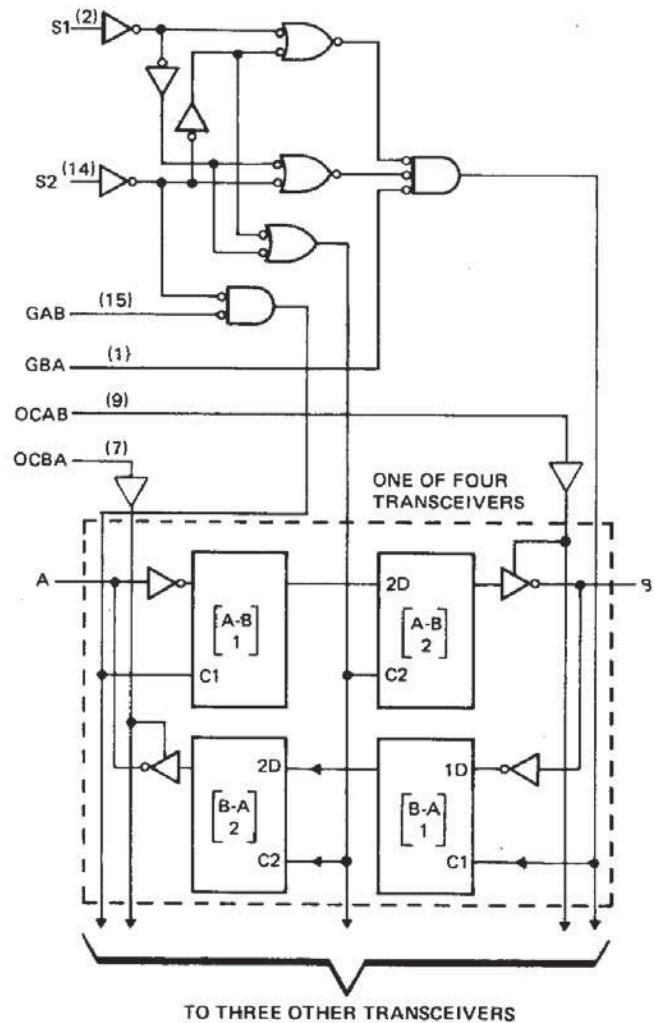 S1 (2)
S2 (14)
GAB (15)
GBA (1)
OCAB (9)
OCBA (7)
ONE OF FOUR
TRANSCEIVERS
A
A-B
1
C1
2D
A-B
2
C2
B
B-A
2
2D
C2
B-A
1
1D
C1
TO THREE OTHER TRANSCEIVERS